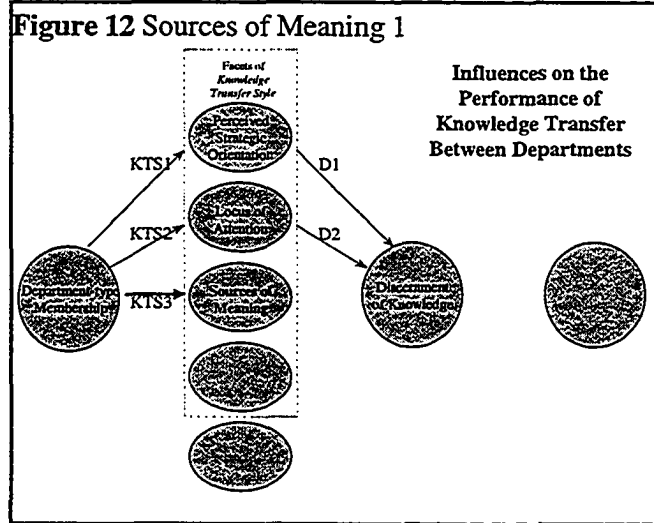 Figure 12 Sources of Meaning 1
Facets of
Knowledge
Transfer Style
Influences on the
Performance of
Knowledge Transfer
Between Departments
Perceived
Strategic
Orientation
KTS1
D1
Locus of
Attention
KTS2
D2
Department-type
Membership
KTS3
Sources of
Meaning
Discernment
of Knowledge